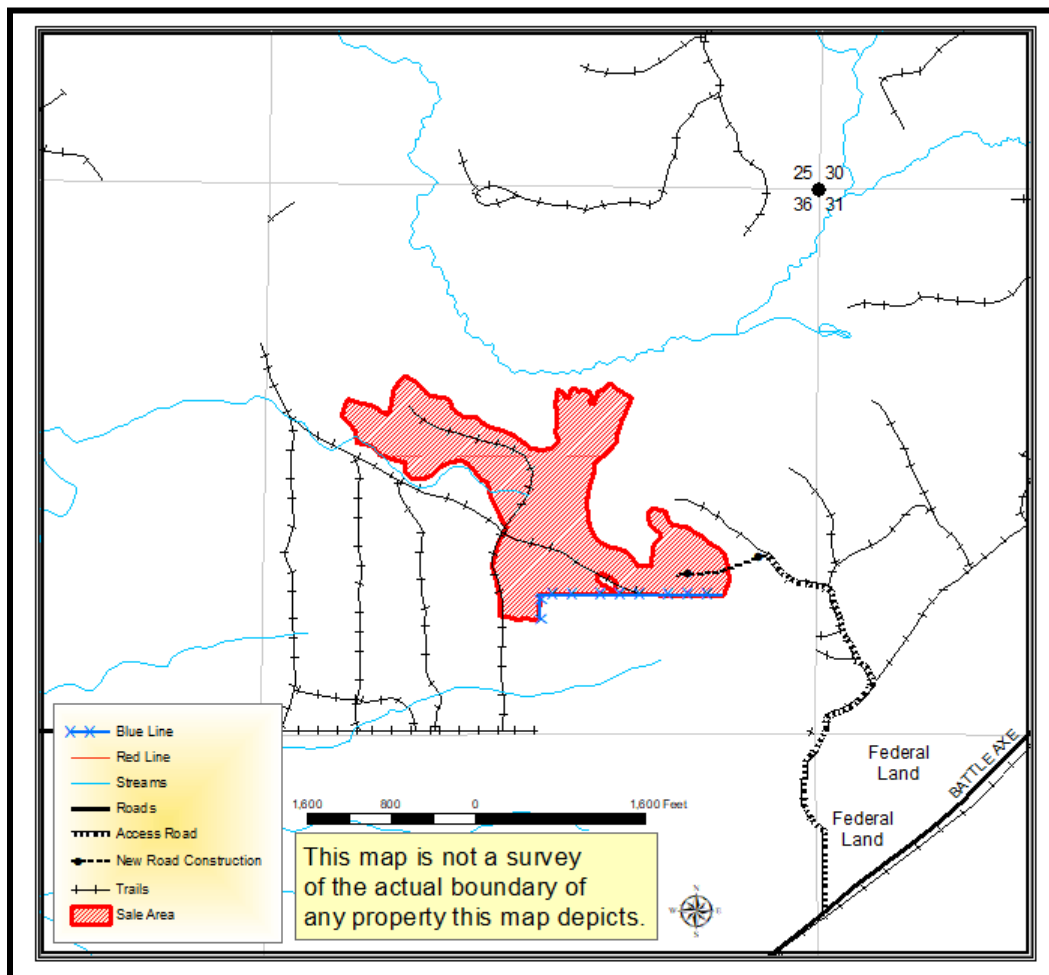 25 30
36 31
Blue Line
Red Line
Streams
Roads
Access Road
New Road Construction
Trails
Sale Area
1,600 800 0 1,600 Feet
This map is not a survey
of the actual boundary of
any property this map depicts.
N
W E
S
Federal
Land
Federal
Land
BATTLE AXE